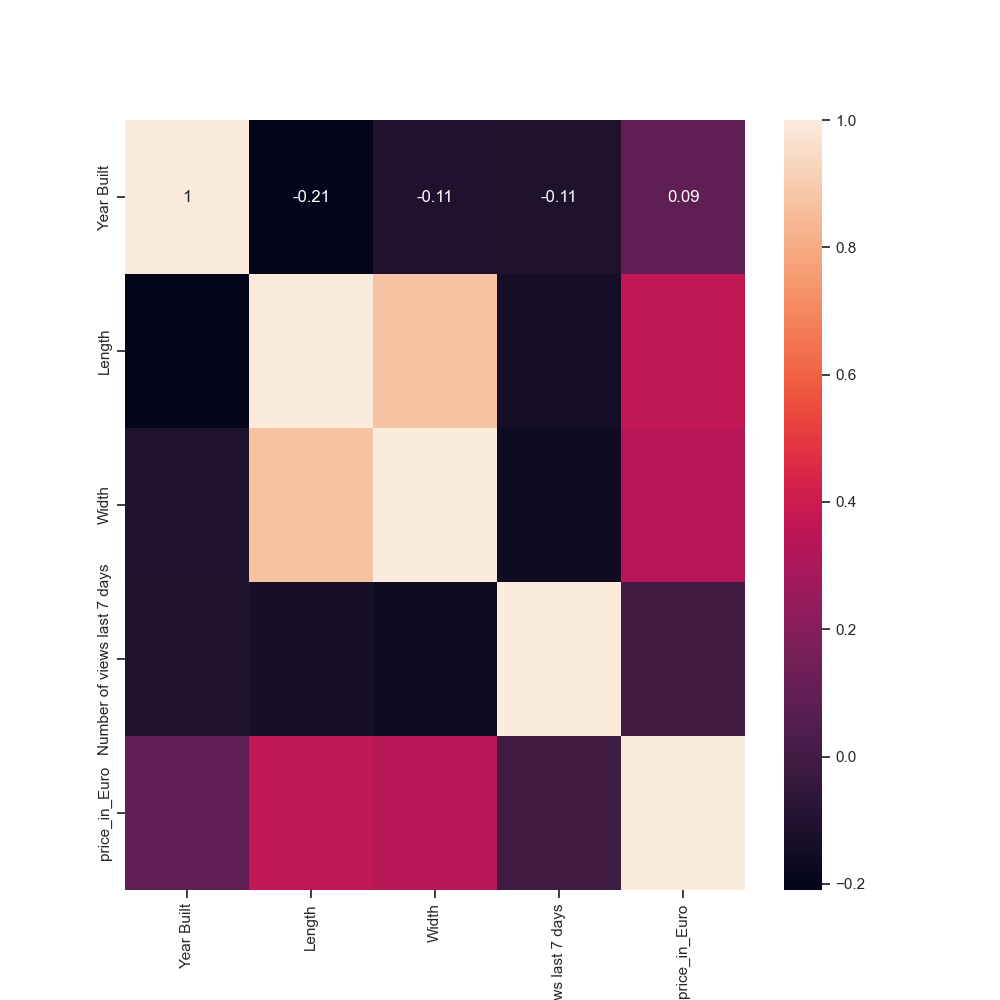 Year Built
1 -0.21 -0.11 -0.11 0.09
Length
Width
Number of views last 7 days
price_in_Euro
Year Built
Length
Width
ws last 7 days
price_in_Euro
1.0
0.8
0.6
0.4
0.2
0.0
−0.2